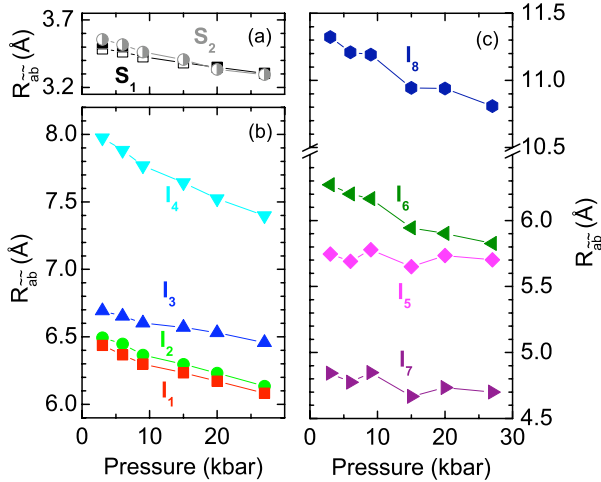 (a)
S2
S1
3.7
3.2
R~~ab (Å)
(b)
8.0
7.5
7.0
6.5
6.0
I4
I3
I2
I1
R~~ab (Å)
0 10 20 30
Pressure (kbar)
(c)
11.5
11.0
10.5
6.5
6.0
5.5
5.0
4.5
I8
I6
I5
I7
R~~ab (Å)
0 10 20 30
Pressure (kbar)